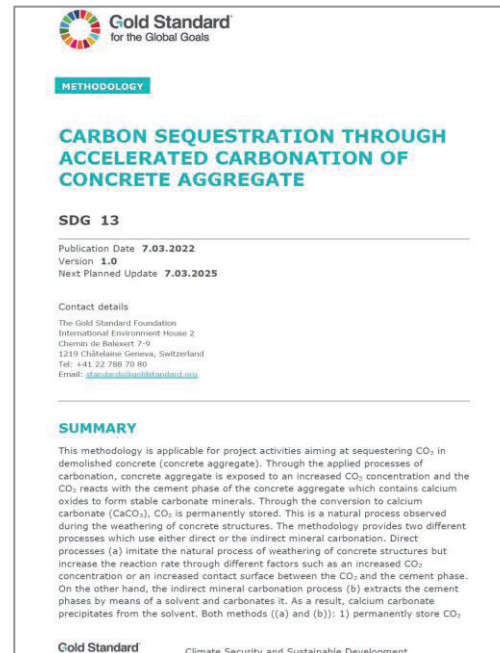 Gold Standard®
for the Global Goals
METHODOLOGY
CARBON SEQUESTRATION THROUGH
ACCELERATED CARBONATION OF
CONCRETE AGGREGATE
SDG 13
Publication Date 7.03.2022
Version 1.0
Next Planned Update 7.03.2025
Contact details
The Gold Standard Foundation
International Environment House 2
Chemin de Balexert 7-9
1219 Châtelaine Geneva, Switzerland
Tel: +41 22 788 70 80
Email: standards@goldstandard.org
SUMMARY
This methodology is applicable for project activities aiming at sequestering CO₂ in
demolished concrete (concrete aggregate). Through the applied processes of
carbonation, concrete aggregate is exposed to an increased CO₂ concentration and the
CO₂ reacts with the cement phase of the concrete aggregate which contains calcium
oxides to form stable carbonate minerals. Through the conversion to calcium
carbonate (CaCO₃), CO₂ is permanently stored. This is a natural process observed
during the weathering of concrete structures. The methodology provides two different
processes which use either direct or the indirect mineral carbonation. Direct
processes (a) imitate the natural process of weathering of concrete structures but
increase the reaction rate through different factors such as an increased CO₂
concentration or an increased contact surface between the CO₂ and the cement phase.
On the other hand, the indirect mineral carbonation process (b) extracts the cement
phases by means of a solvent and carbonates it. As a result, calcium carbonate
precipitates from the solvent. Both methods ((a) and (b)): 1) permanently store CO₂
Gold Standard®
Climate Security and Sustainable Development